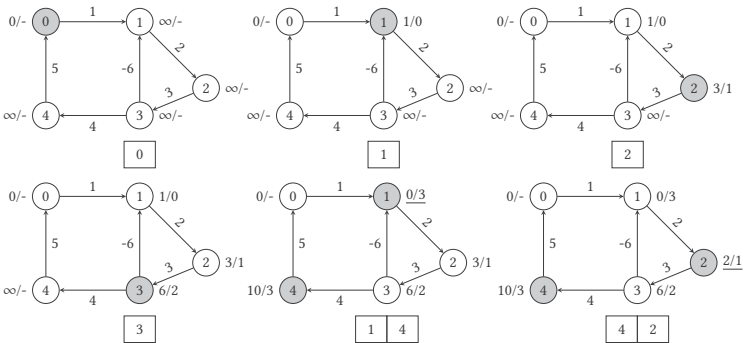 0/- 0 1 1 ∞/-
5 -6 2
3 2 ∞/-
∞/- 4 4 3 ∞/-
0
0/- 0 1 1 1/0
5 -6 2
3 2 ∞/-
∞/- 4 4 3 ∞/-
1
0/- 0 1 1 1/0
5 -6 2
3 2 3/1
∞/- 4 4 3 ∞/-
2
0/- 0 1 1 1/0
5 -6 2
3 2 3/1
∞/- 4 4 3 6/2
3
0/- 0 1 1 0/3
5 -6 2
3 2 3/1
10/3 4 4 3 6/2
1 4
0/- 0 1 1 0/3
5 -6 2
3 2 2/1
10/3 4 4 3 6/2
4 2